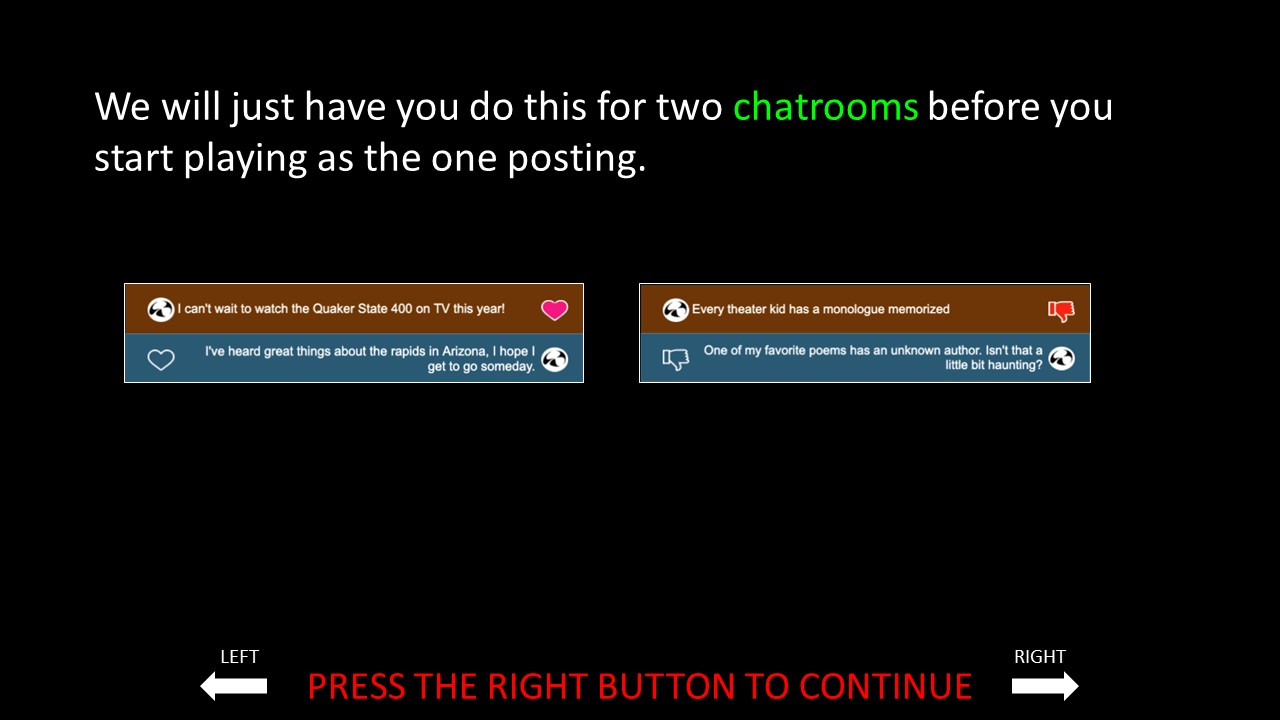 We will just have you do this for two chatrooms before you
start playing as the one posting.
I can't wait to watch the Quaker State 400 on TV this year!
I've heard great things about the rapids in Arizona, I hope I
get to go someday.
Every theater kid has a monologue memorized
One of my favorite poems has an unknown author. Isn't that a
little bit haunting?
LEFT
RIGHT
PRESS THE RIGHT BUTTON TO CONTINUE